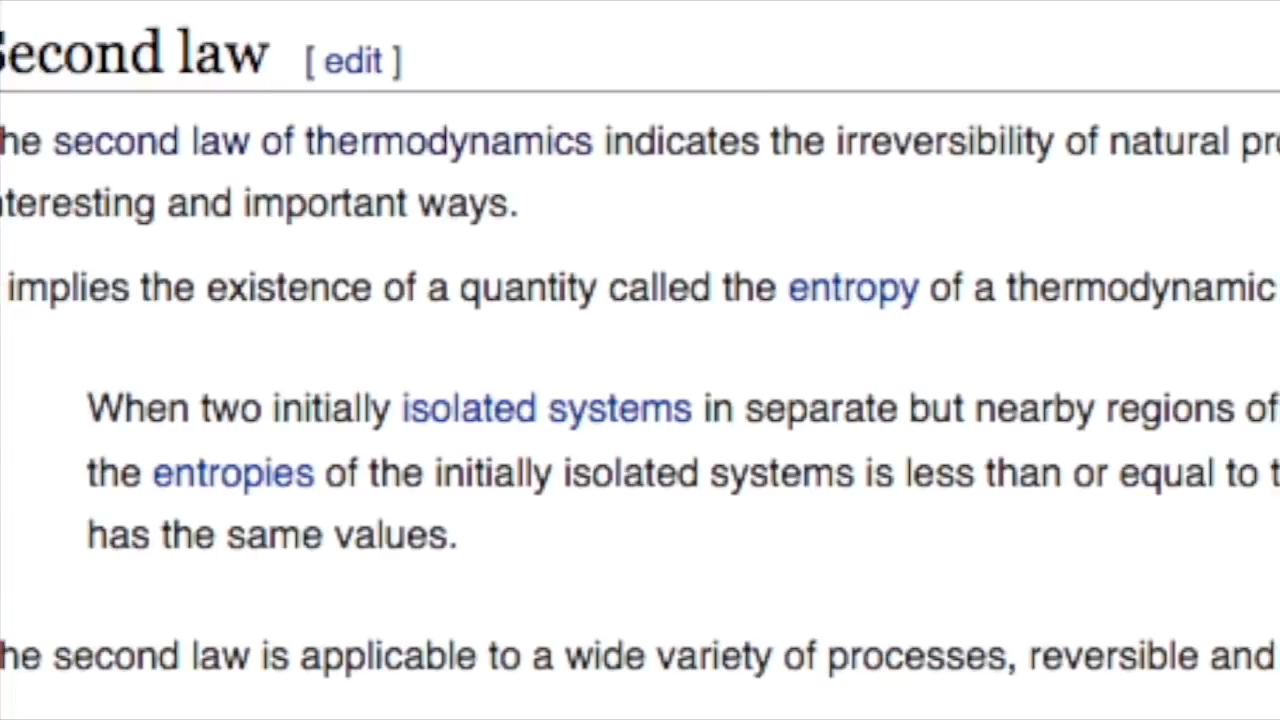 Second law [ edit ]
he second law of thermodynamics indicates the irreversibility of natural pro
nteresting and important ways.
implies the existence of a quantity called the entropy of a thermodynamic
When two initially isolated systems in separate but nearby regions of
the entropies of the initially isolated systems is less than or equal to t
has the same values.
he second law is applicable to a wide variety of processes, reversible and